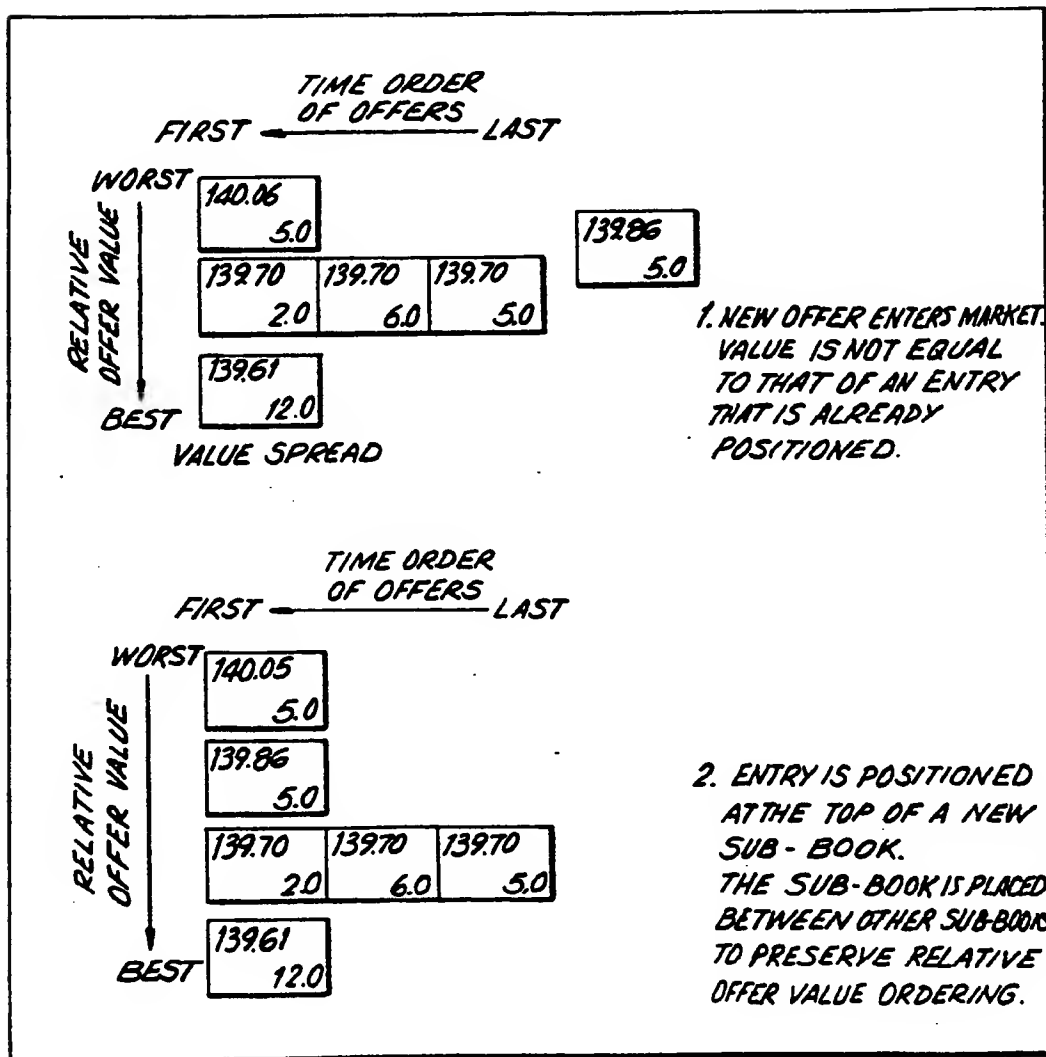 TIME ORDER
OF OFFERS
FIRST LAST
WORST
RELATIVE
OFFER VALUE
140.06
5.0
139.86
5.0
139.70 139.70 139.70
2.0 6.0 5.0
139.61
12.0
BEST
VALUE SPREAD
1. NEW OFFER ENTERS MARKET.
VALUE IS NOT EQUAL
TO THAT OF AN ENTRY
THAT IS ALREADY
POSITIONED.
TIME ORDER
OF OFFERS
FIRST LAST
WORST
RELATIVE
OFFER VALUE
140.05
5.0
139.86
5.0
139.70 139.70 139.70
2.0 6.0 5.0
139.61
12.0
BEST
2. ENTRY IS POSITIONED
AT THE TOP OF A NEW
SUB-BOOK.
THE SUB-BOOK IS PLACED
BETWEEN OTHER SUB-BOOKS
TO PRESERVE RELATIVE
OFFER VALUE ORDERING.